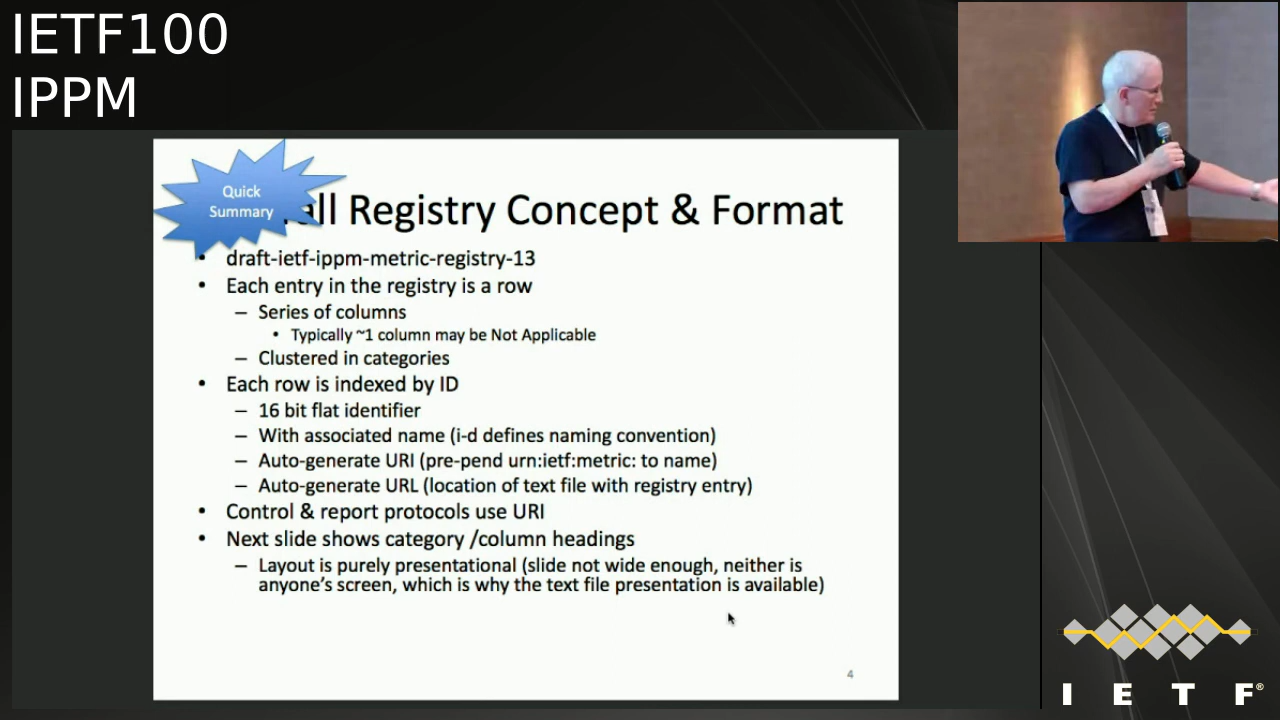 IETF100
IPPM
Quick
Summary
all Registry Concept & Format
• draft-ietf-ippm-metric-registry-13
• Each entry in the registry is a row
– Series of columns
• Typically ~1 column may be Not Applicable
– Clustered in categories
• Each row is indexed by ID
– 16 bit flat identifier
– With associated name (i-d defines naming convention)
– Auto-generate URI (pre-pend urn:ietf:metric: to name)
– Auto-generate URL (location of text file with registry entry)
• Control & report protocols use URI
• Next slide shows category /column headings
– Layout is purely presentational (slide not wide enough, neither is
anyone’s screen, which is why the text file presentation is available)
4
I E T F®